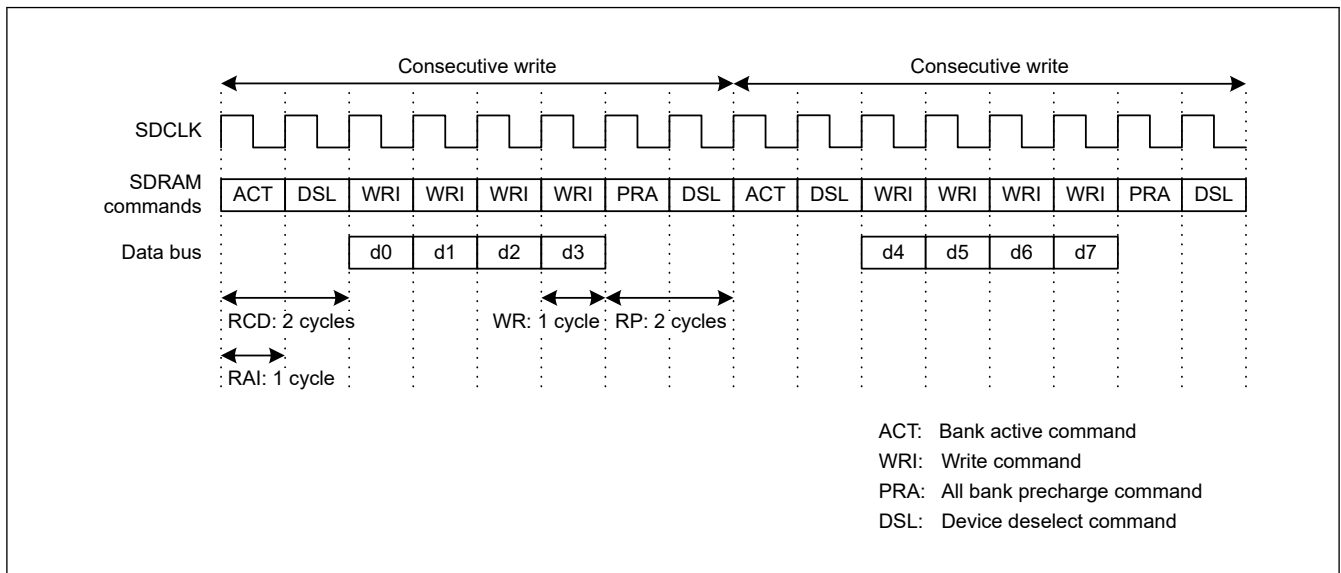 Consecutive write Consecutive write
SDCLK
SDRAM commands ACT DSL WRI WRI WRI WRI PRA DSL ACT DSL WRI WRI WRI WRI PRA DSL
Data bus d0 d1 d2 d3 d4 d5 d6 d7
RCD: 2 cycles WR: 1 cycle RP: 2 cycles
RAI: 1 cycle
ACT: Bank active command
WRI: Write command
PRA: All bank precharge command
DSL: Device deselect command